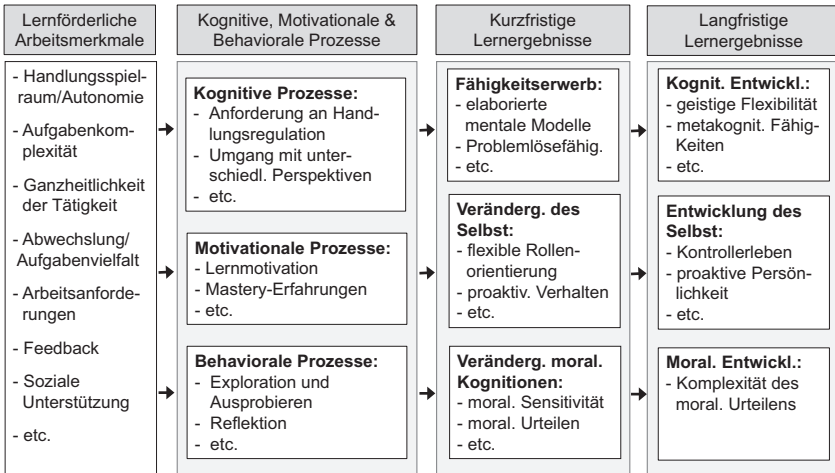 Lernförderliche
Arbeitsmerkmale
- Handlungsspiel-
raum/Autonomie
- Aufgabenkom-
plexität
- Ganzheitlichkeit
der Tätigkeit
- Abwechslung/
Aufgabenvielfalt
- Arbeitsanforde-
rungen
- Feedback
- Soziale
Unterstützung
- etc.
Kognitive, Motivationale &
Behaviorale Prozesse
Kognitive Prozesse:
- Anforderung an Hand-
lungsregulation
- Umgang mit unter-
schiedl. Perspektiven
- etc.
Motivationale Prozesse:
- Lernmotivation
- Mastery-Erfahrungen
- etc.
Behaviorale Prozesse:
- Exploration und
Ausprobieren
- Reflektion
- etc.
Kurzfristige
Lernergebnisse
Fähigkeitserwerb:
- elaborierte
mentale Modelle
- Problemlösefähig.
- etc.
Veränderg. des
Selbst:
- flexible Rollen-
orientierung
- proaktiv. Verhalten
- etc.
Veränderg. moral.
Kognitionen:
- moral. Sensitivität
- moral. Urteilen
- etc.
Langfristige
Lernergebnisse
Kognit. Entwickl.:
- geistige Flexibilität
- metakognit. Fähig-
Keiten
- etc.
Entwicklung des
Selbst:
- Kontrollerleben
- proaktive Persön-
lichkeit
- etc.
Moral. Entwickl.:
- Komplexität des
moral. Urteilens